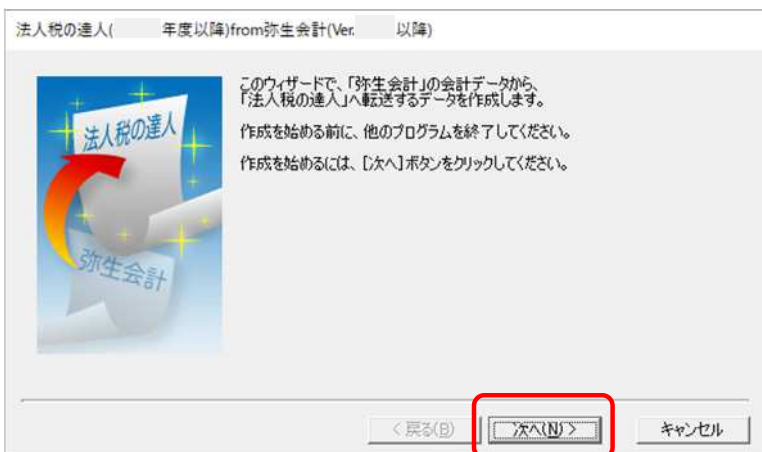 法人税の達人( 年度以降)from弥生会計(Ver. 以降)
このウィザードで、「弥生会計」の会計データから、
「法人税の達人」へ転送するデータを作成します。
作成を始める前に、他のプログラムを終了してください。
作成を始めるには、[次へ]ボタンをクリックしてください。
法人税の達人
弥生会計
< 戻る(B) 次へ(N) > キャンセル